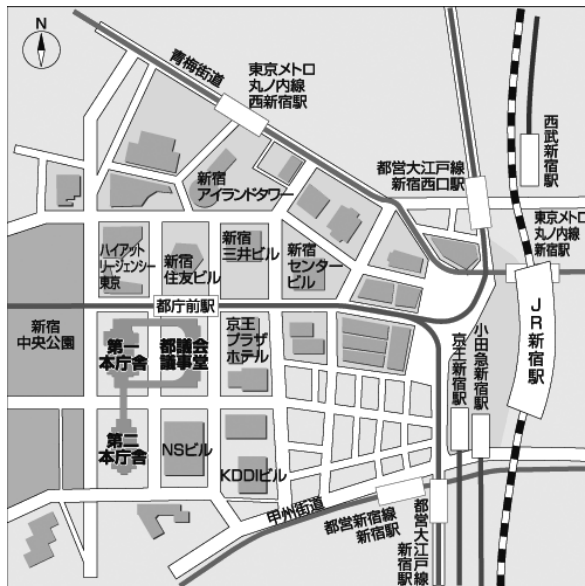 N
青梅街道
東京メトロ
丸ノ内線
西新宿駅
西武新宿駅
都営大江戸線
新宿西口駅
新宿
アイランドタワー
東京メトロ
丸ノ内線
新宿駅
ハイアット
リージェンシー
東京
新宿
住友ビル
新宿
三井ビル
新宿
センター
ビル
都庁前駅
JR新宿駅
新宿
中央公園
第一
本庁舎
都議会
議事堂
京王
プラザ
ホテル
小田急新宿駅
京王新宿駅
第二
本庁舎
NSビル
KDDIビル
甲州街道
都営新宿線
新宿駅
都営大江戸線
新宿駅